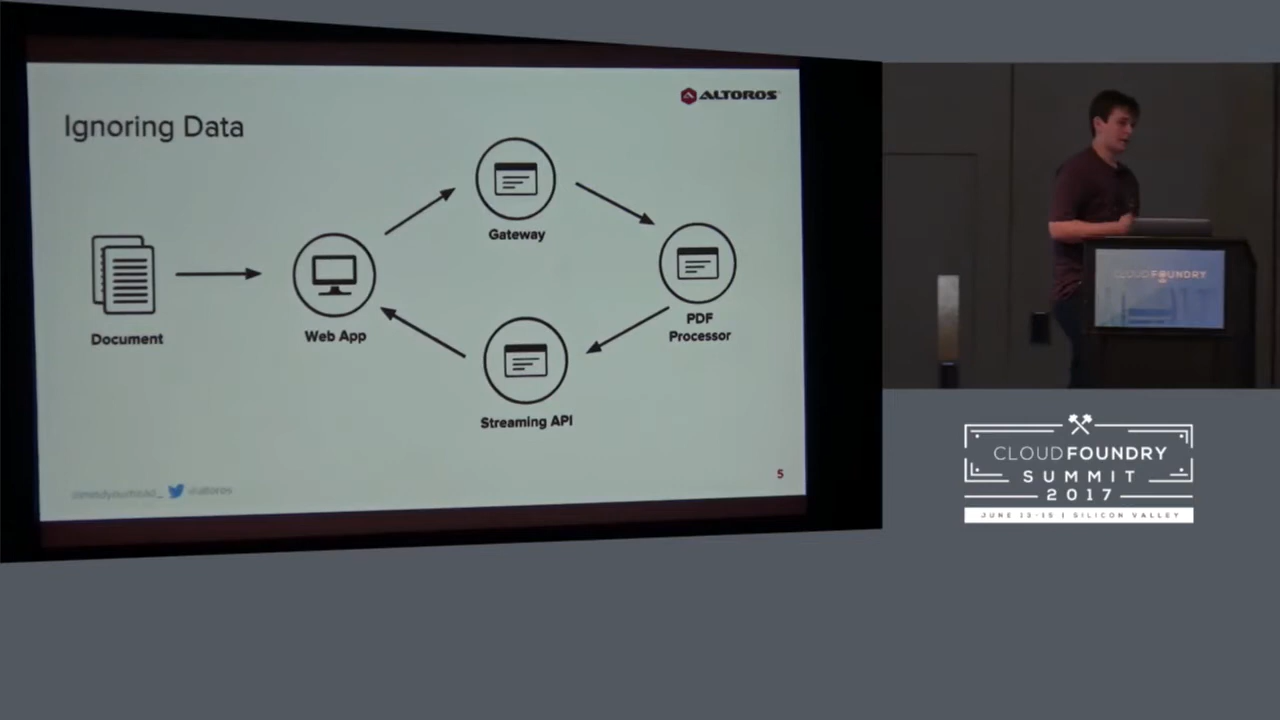 ALTOROS
Ignoring Data
Gateway
Document
Web App
PDF
Processor
Streaming API
@altoros
5
CLOUD FOUNDRY
CLOUD FOUNDRY
SUMMIT
2017
JUNE 13-15 | SILICON VALLEY